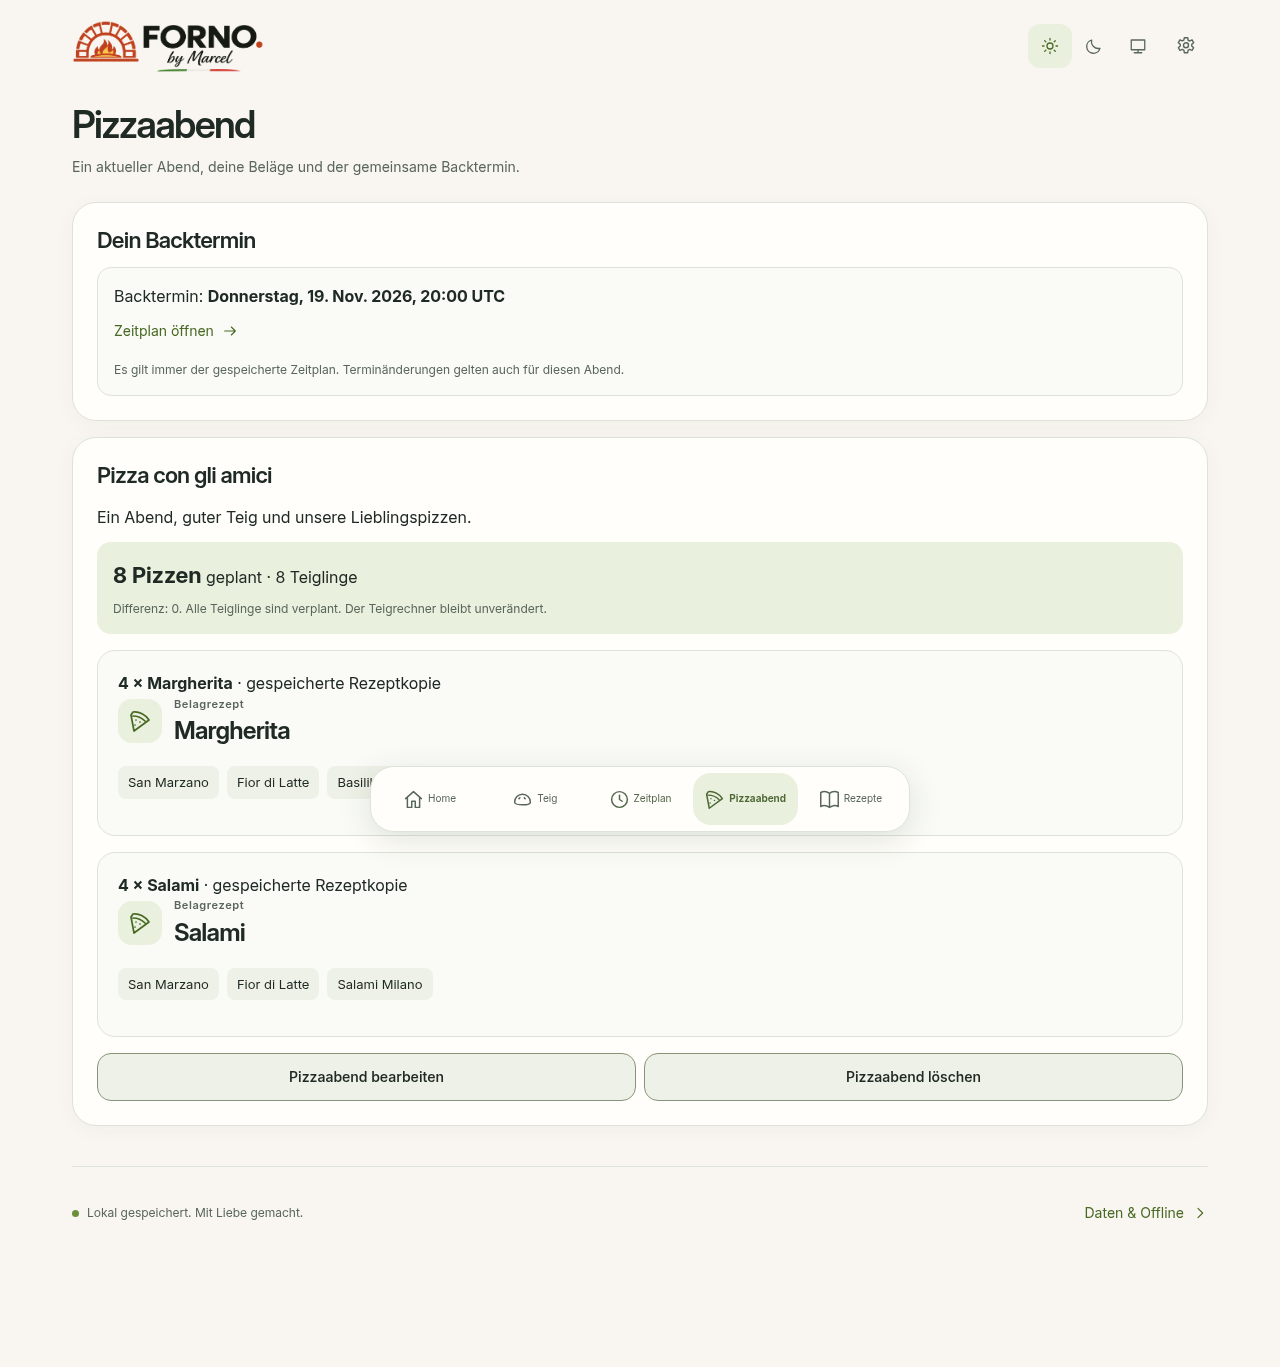 FORNO.
by Marcel
Pizzaabend
Ein aktueller Abend, deine Beläge und der gemeinsame Backtermin.
Dein Backtermin
Backtermin: Donnerstag, 19. Nov. 2026, 20:00 UTC
Zeitplan öffnen →
Es gilt immer der gespeicherte Zeitplan. Terminänderungen gelten auch für diesen Abend.
Pizza con gli amici
Ein Abend, guter Teig und unsere Lieblingspizzen.
8 Pizzen geplant · 8 Teiglinge
Differenz: 0. Alle Teiglinge sind verplant. Der Teigrechner bleibt unverändert.
4 × Margherita · gespeicherte Rezeptkopie
Belagrezept
Margherita
San Marzano Fior di Latte
Home Teig Zeitplan Pizzaabend Rezepte
4 × Salami · gespeicherte Rezeptkopie
Belagrezept
Salami
San Marzano Fior di Latte Salami Milano
Pizzaabend bearbeiten Pizzaabend löschen
Lokal gespeichert. Mit Liebe gemacht. Daten & Offline